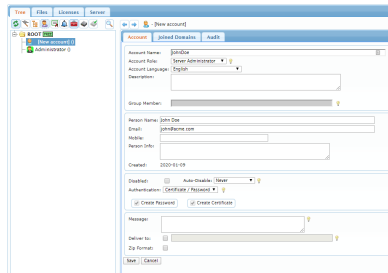 Tree Files Licenses Server
- [New account]
ROOT
[New account] ()
Administrator ()
Account Joined Domains Audit
Account Name: JohnDoe
Account Role: Server Administrator
Account Language: English
Description:
Group Member:
Person Name: John Doe
Email: john@acme.com
Mobile:
Person Info:
Created: 2020-01-09
Disabled: Auto-Disable: Never
Authentication: Certificate / Password
Create Password Create Certificate
Message:
Deliver to:
Zip Format:
Save Cancel